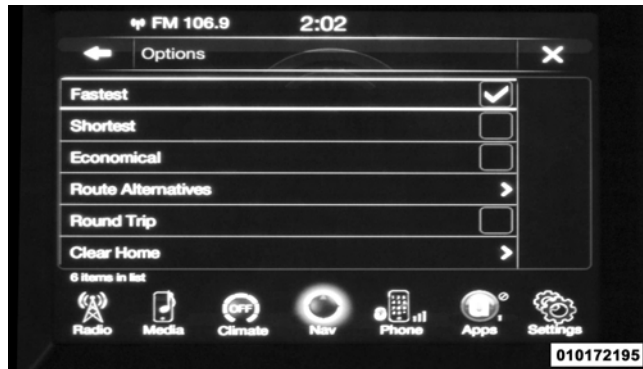 FM 106.9 2:02
Options
Fastest
Shortest
Economical
Route Alternatives
Round Trip
Clear Home
6 items in list
OFF
Radio Media Climate Nav Phone Apps Settings
010172195